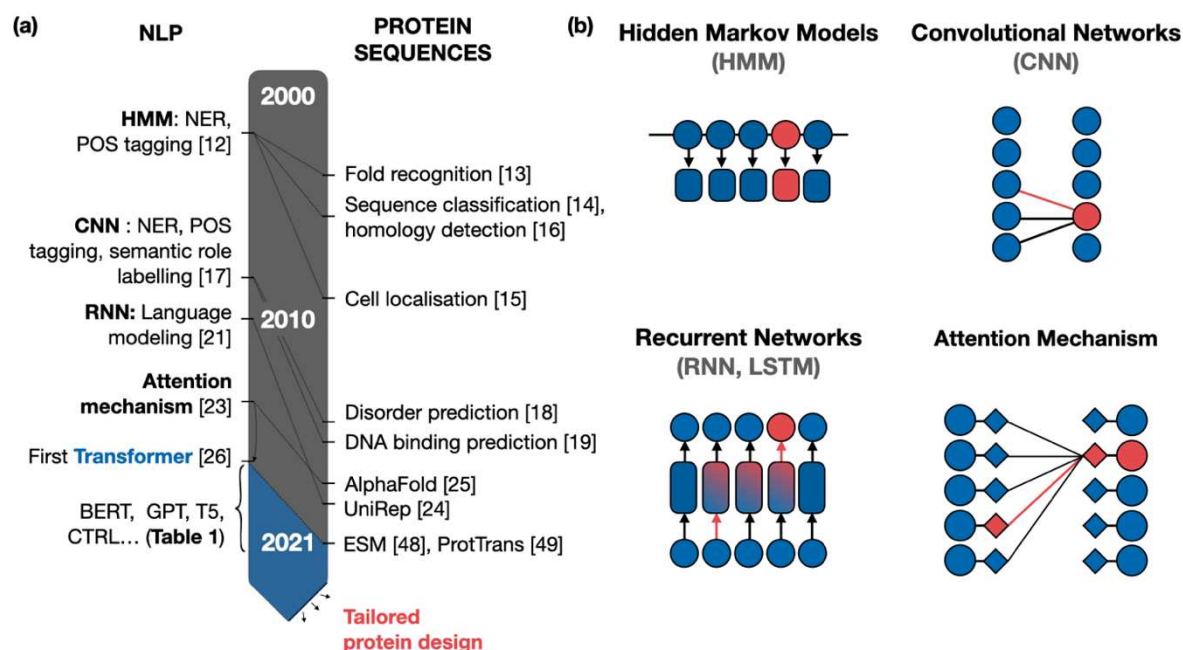 (a)
NLP
PROTEIN
SEQUENCES
2000
HMM: NER,
POS tagging [12]
Fold recognition [13]
Sequence classification [14],
homology detection [16]
CNN : NER, POS
tagging, semantic role
labelling [17]
Cell localisation [15]
RNN: Language
modeling [21]
2010
Attention
mechanism [23]
Disorder prediction [18]
DNA binding prediction [19]
First Transformer [26]
AlphaFold [25]
UniRep [24]
BERT, GPT, T5,
CTRL... (Table 1)
2021
ESM [48], ProtTrans [49]
Tailored
protein design
(b)
Hidden Markov Models
(HMM)
Convolutional Networks
(CNN)
Recurrent Networks
(RNN, LSTM)
Attention Mechanism